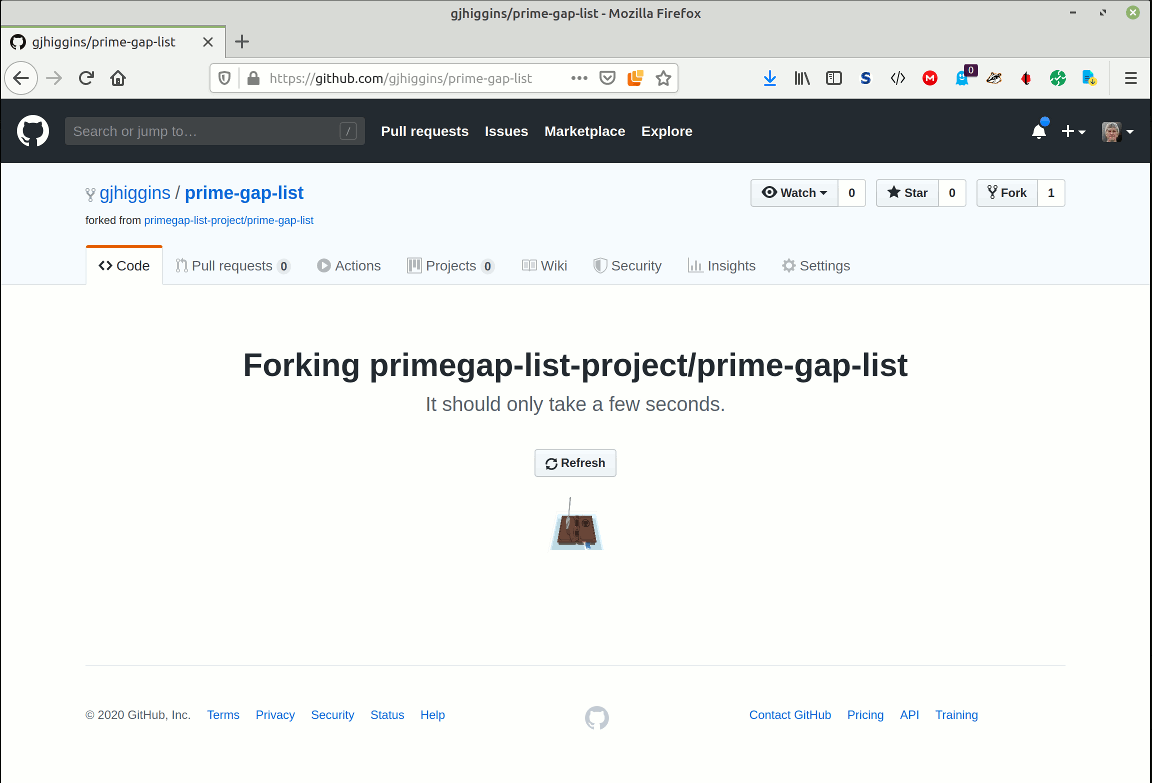 gjhiggins/prime-gap-list - Mozilla Firefox
gjhiggins/prime-gap-list
https://github.com/gjhiggins/prime-gap-list
S </> M 0
Search or jump to… /
Pull requests Issues Marketplace Explore
gjhiggins / prime-gap-list
Watch 0 Star 0 Fork 1
forked from primegap-list-project/prime-gap-list
Code Pull requests 0 Actions Projects 0 Wiki Security Insights Settings
Forking primegap-list-project/prime-gap-list
It should only take a few seconds.
Refresh
© 2020 GitHub, Inc. Terms Privacy Security Status Help Contact GitHub Pricing API Training